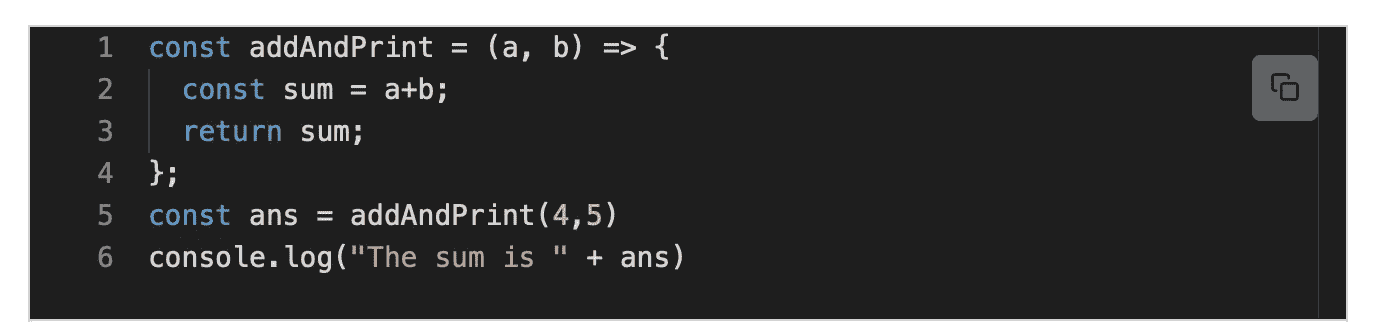 1 const addAndPrint = (a, b) => {
2 const sum = a+b;
3 return sum;
4 };
5 const ans = addAndPrint(4,5)
6 console.log("The sum is " + ans)